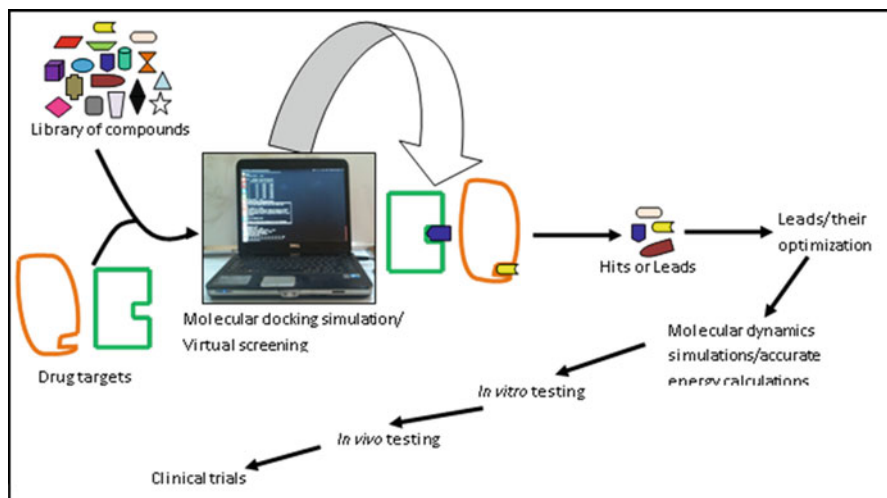 Library of compounds
Molecular docking simulation/
Virtual screening
Drug targets
Hits or Leads
Leads/their
optimization
Molecular dynamics
simulations/accurate
energy calculations
In vitro testing
In vivo testing
Clinical trials